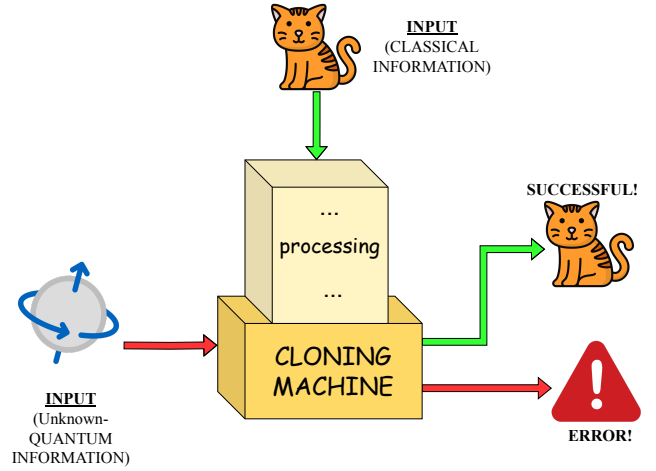 INPUT
(CLASSICAL
INFORMATION)
SUCCESSFUL!
...
processing
...
CLONING
MACHINE
INPUT
(Unknown-
QUANTUM
INFORMATION)
ERROR!